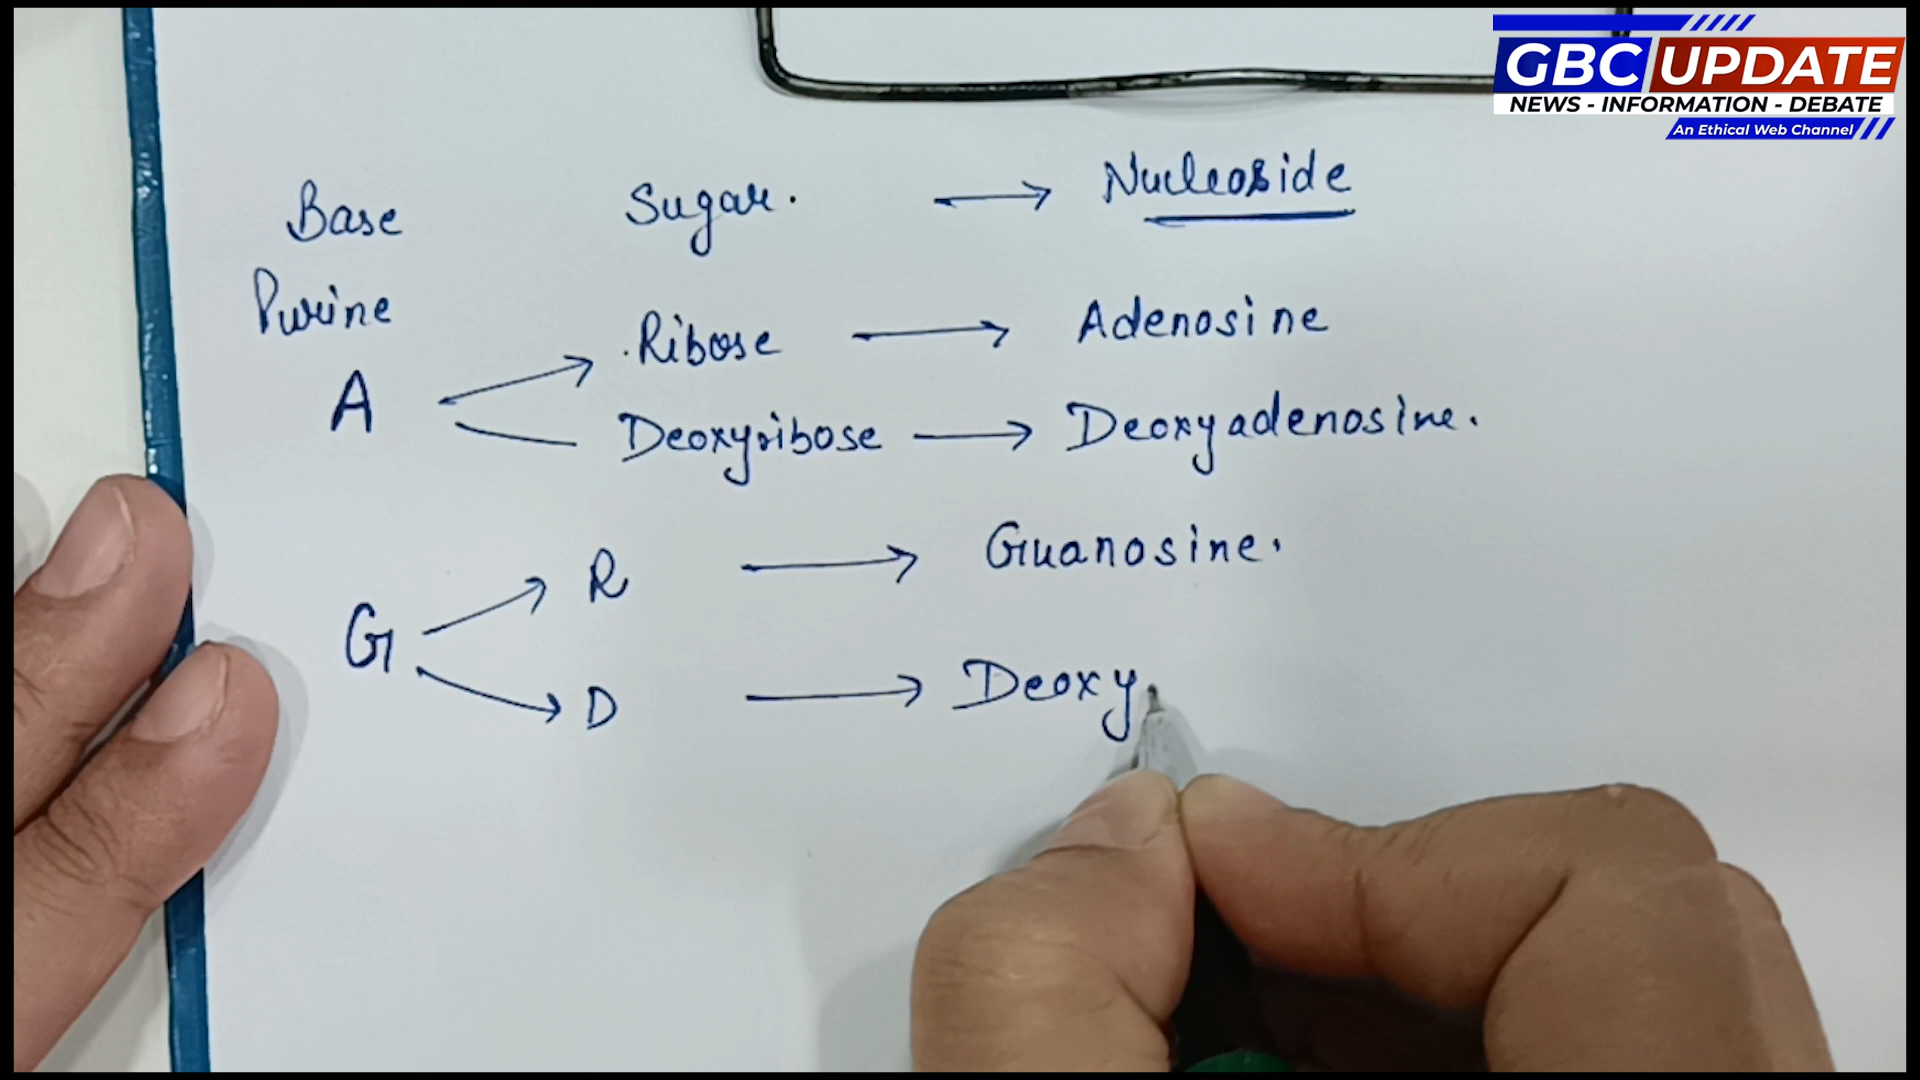 GBC UPDATE
NEWS - INFORMATION - DEBATE
An Ethical Web Channel
Base Sugar. → Nucleoside
Purine
A Ribose → Adenosine
Deoxyribose → Deoxyadenosine.
G R → Guanosine.
D → Deoxy